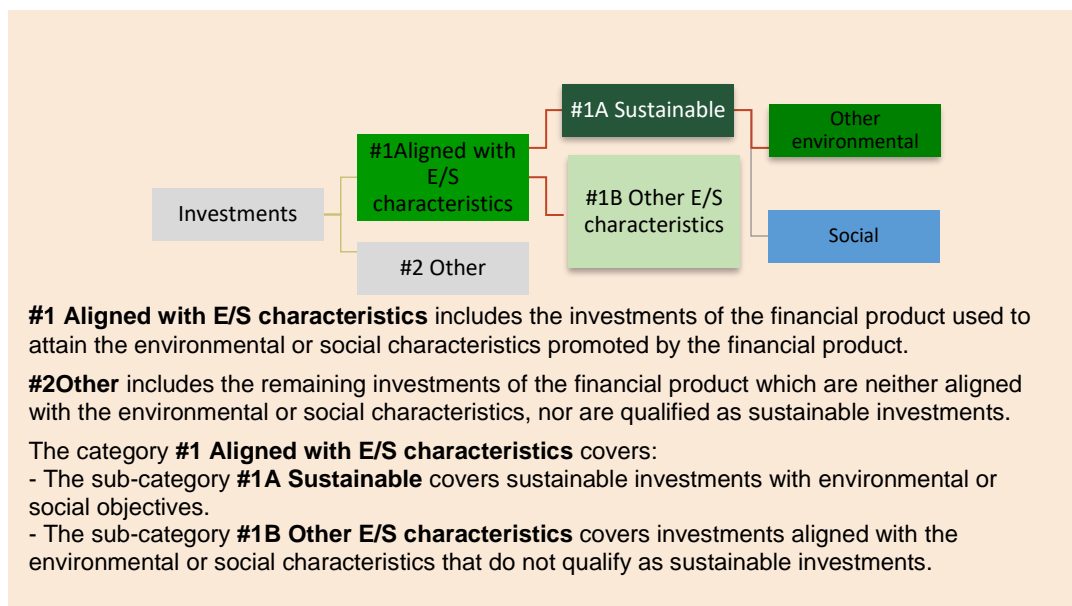 #1A Sustainable
Other
environmental
#1Aligned with
E/S
characteristics
#1B Other E/S
characteristics
Investments
Social
#2 Other
#1 Aligned with E/S characteristics includes the investments of the financial product used to
attain the environmental or social characteristics promoted by the financial product.
#2Other includes the remaining investments of the financial product which are neither aligned
with the environmental or social characteristics, nor are qualified as sustainable investments.
The category #1 Aligned with E/S characteristics covers:
- The sub-category #1A Sustainable covers sustainable investments with environmental or
social objectives.
- The sub-category #1B Other E/S characteristics covers investments aligned with the
environmental or social characteristics that do not qualify as sustainable investments.